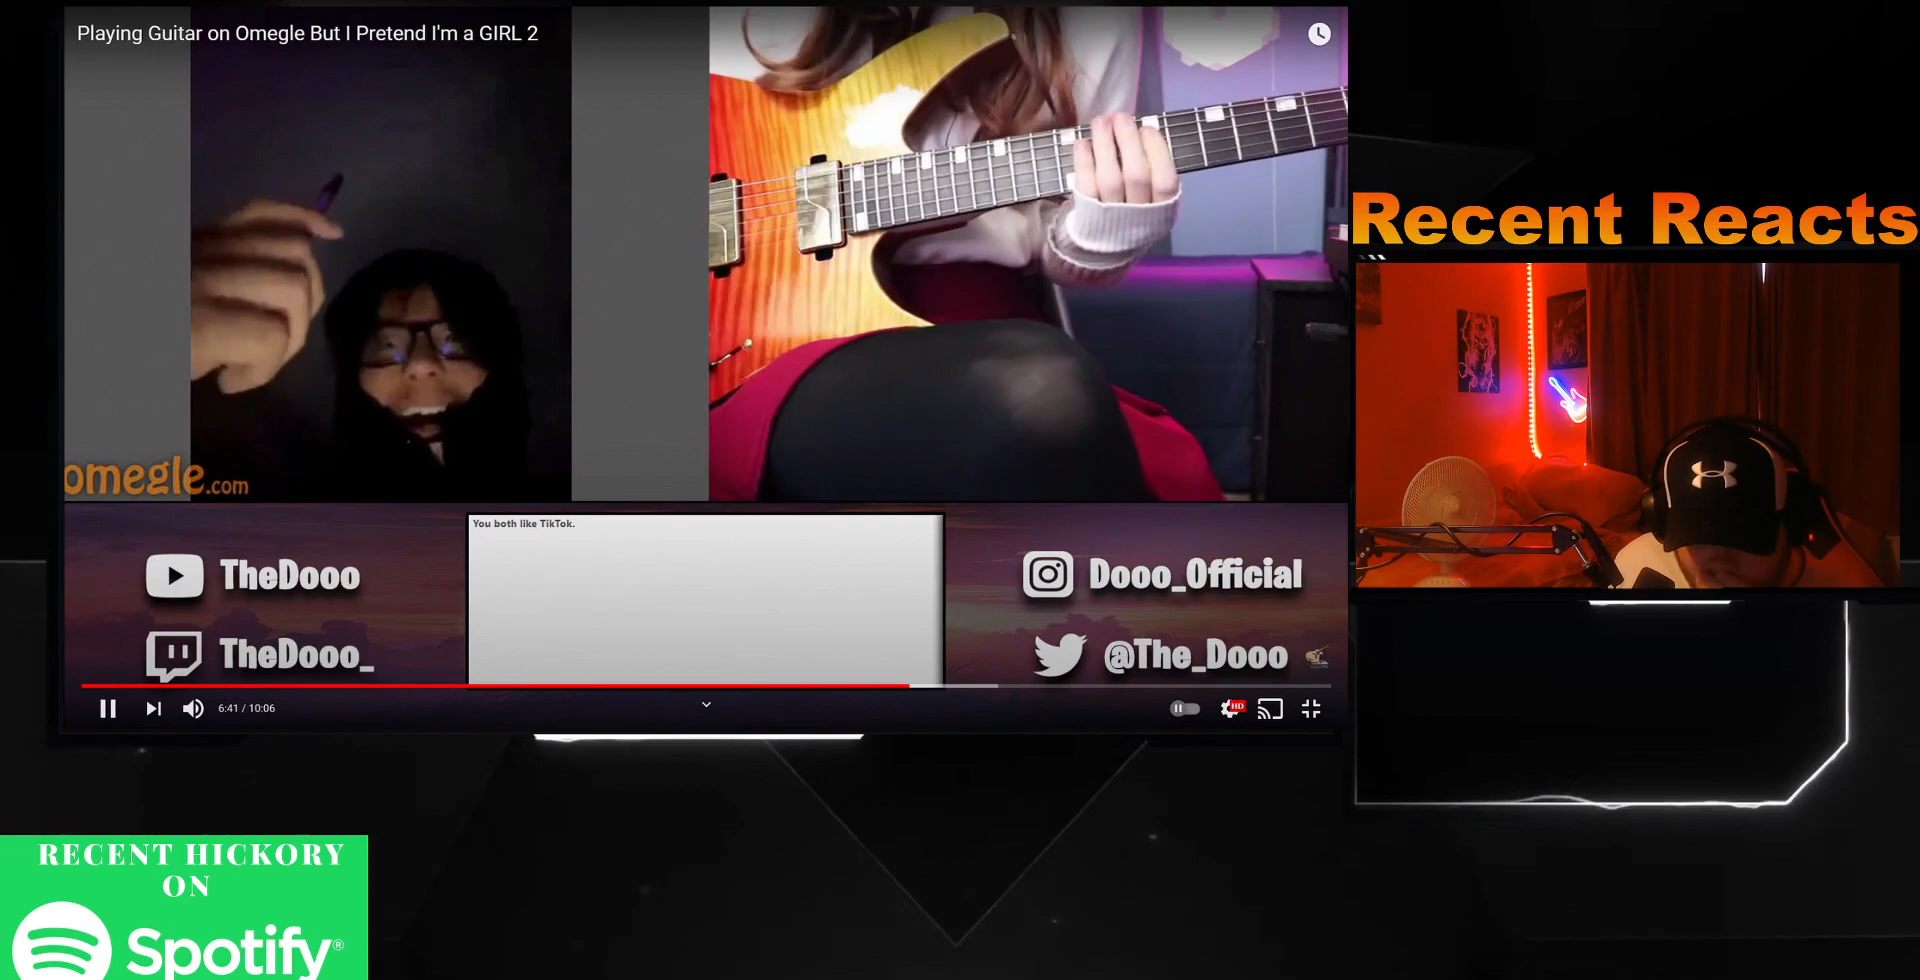 Playing Guitar on Omegle But I Pretend I'm a GIRL 2
omegle.com
You both like TikTok.
TheDooo
TheDooo_
Dooo_Official
@The_Dooo
6:41 / 10:06
HD
Recent Reacts
RECENT HICKORY
ON
Spotify®